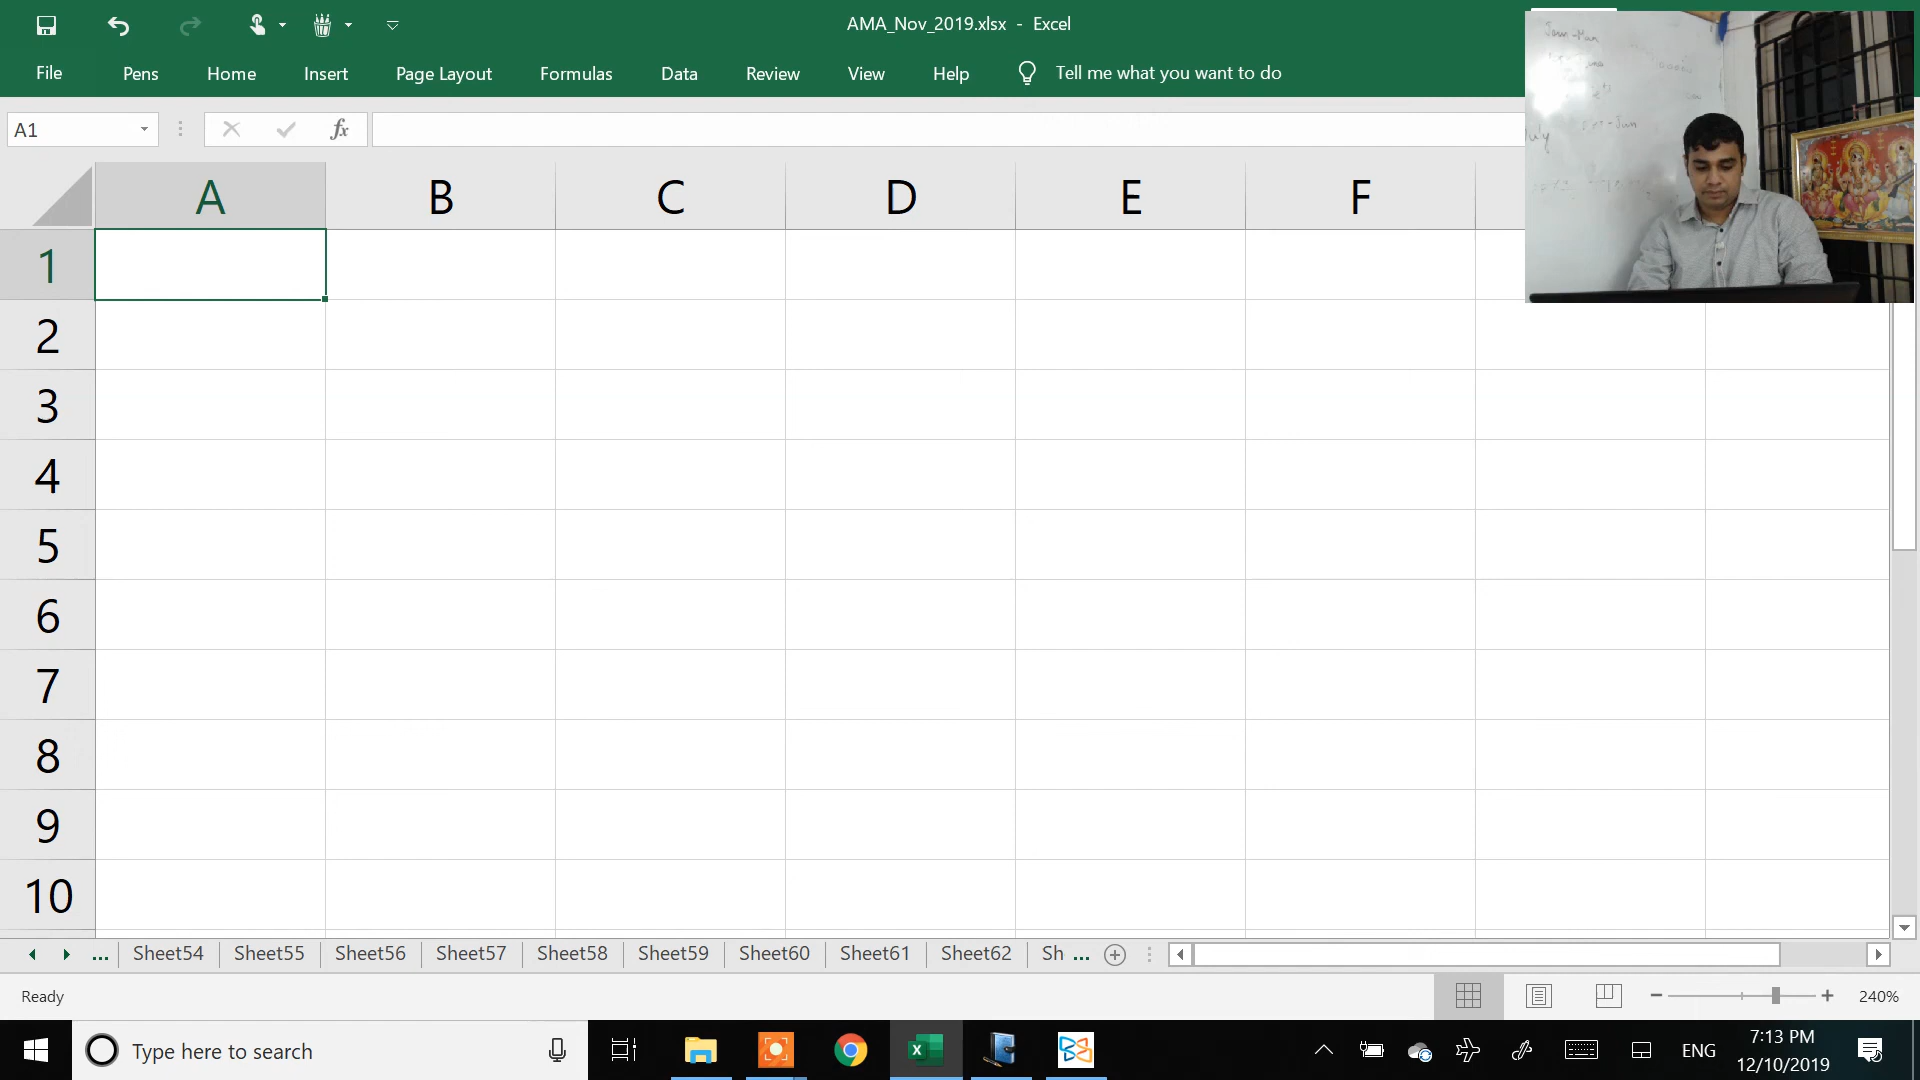 AMA_Nov_2019.xlsx - Excel
File Pens Home Insert Page Layout Formulas Data Review View Help Tell me what you want to do
A1 fx
A B C D E F
1
2
3
4
5
6
7
8
9
10
... Sheet54 Sheet55 Sheet56 Sheet57 Sheet58 Sheet59 Sheet60 Sheet61 Sheet62 Sh ...
Ready 240%
Type here to search ENG 7:13 PM
12/10/2019